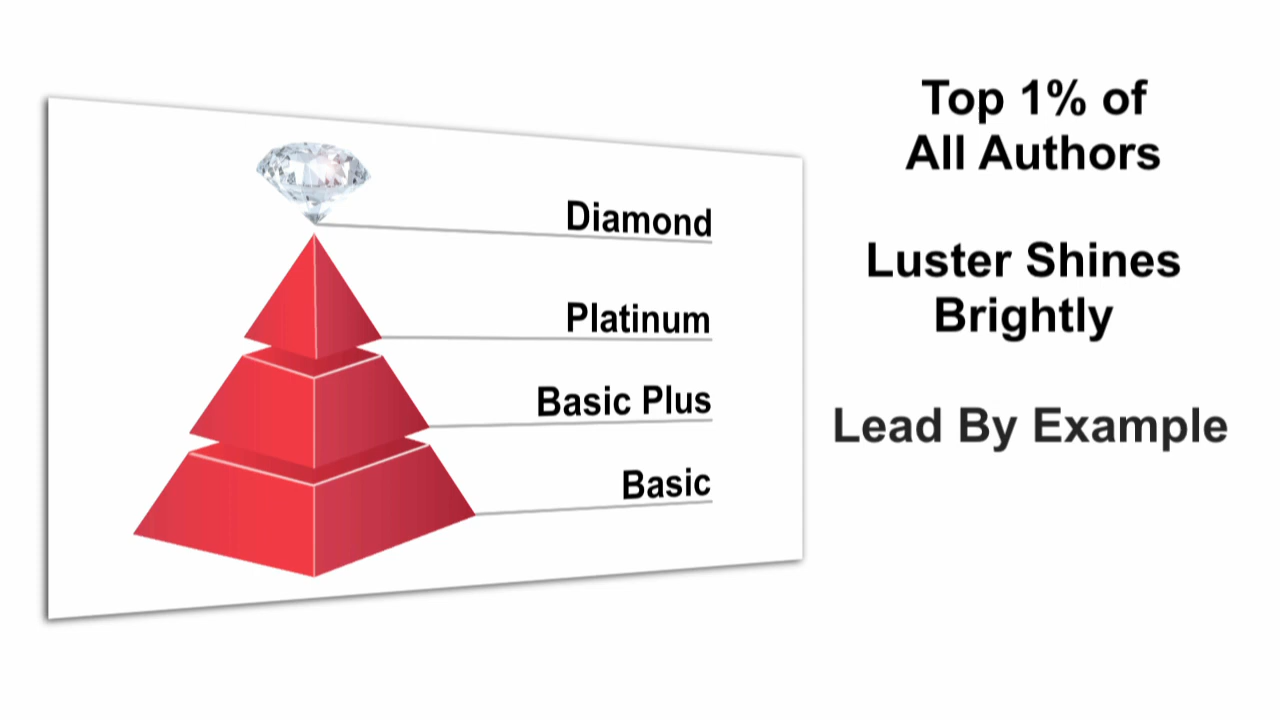 Diamond
Platinum
Basic Plus
Basic
Top 1% of
All Authors
Luster Shines
Brightly
Lead By Example